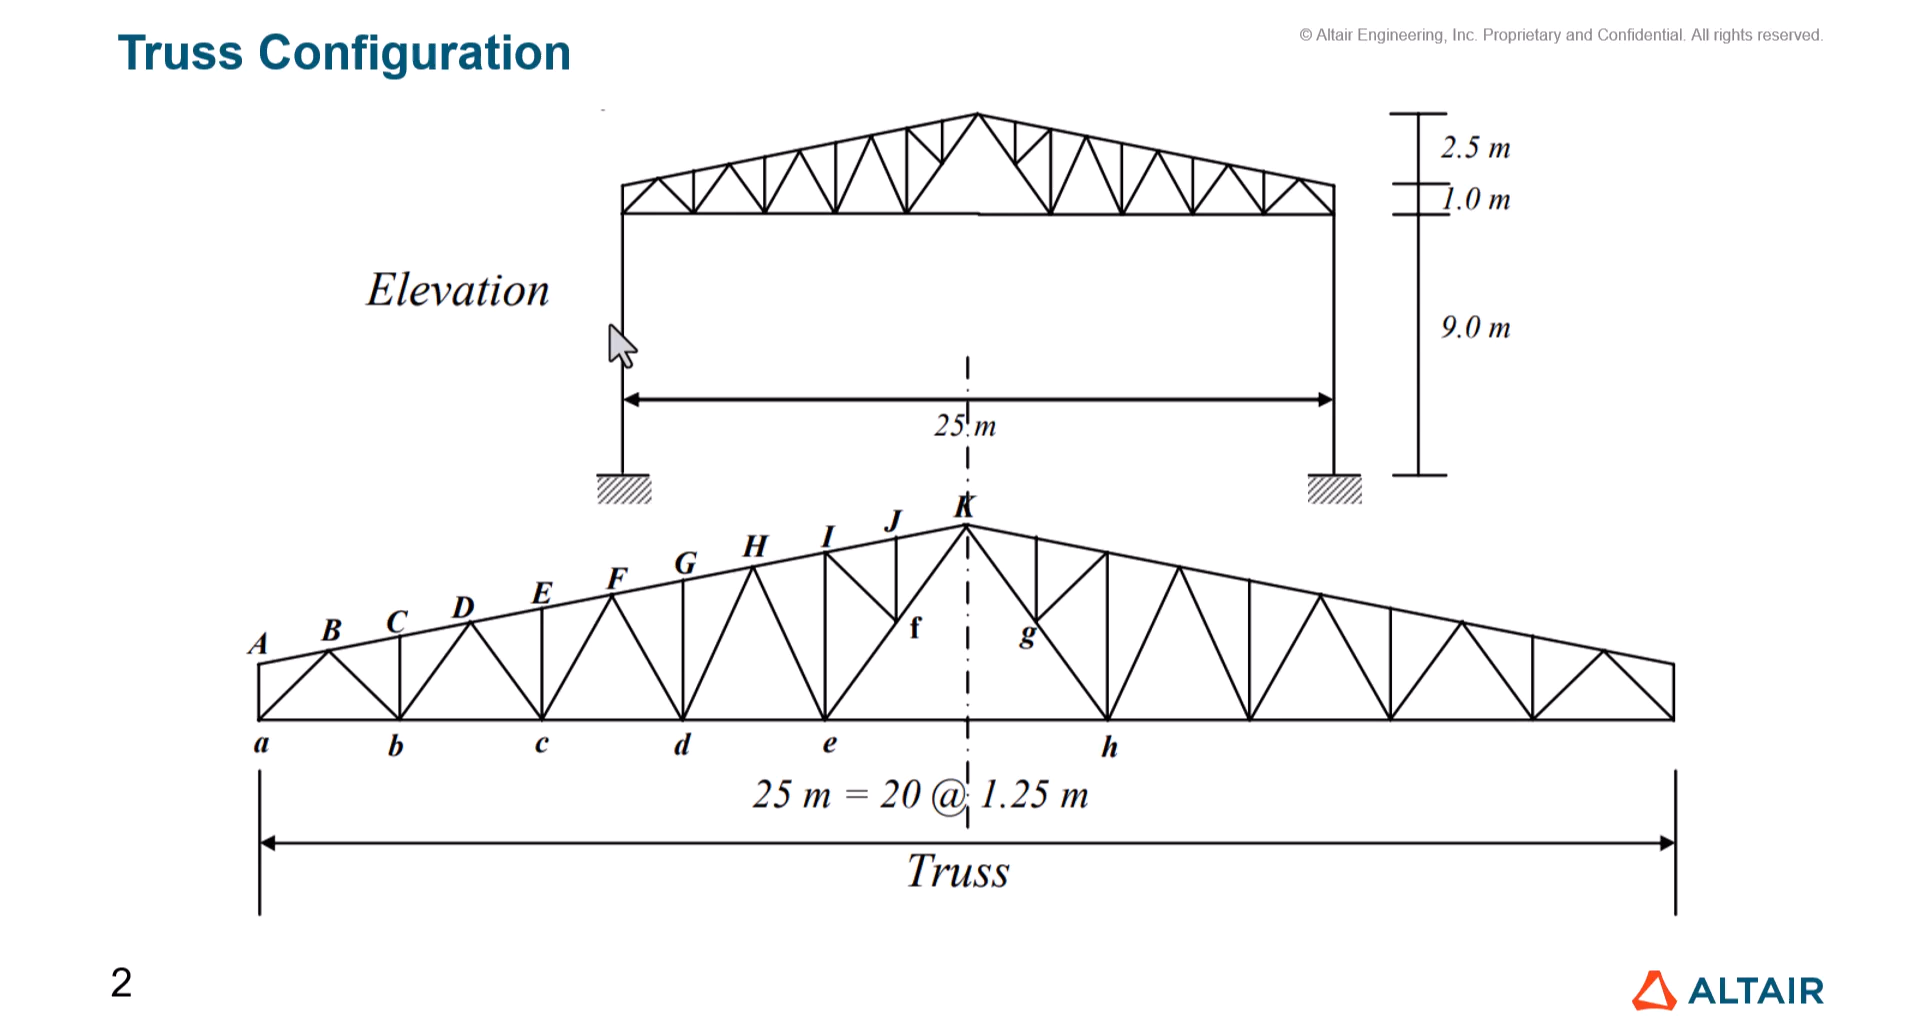 Truss Configuration
© Altair Engineering, Inc. Proprietary and Confidential. All rights reserved.
2.5 m
1.0 m
Elevation
9.0 m
25 m
K
J
I
H
G
F
E
D
C
B
A
f
g
a
b
c
d
e
h
25 m = 20 @ 1.25 m
Truss
2
ALTAIR